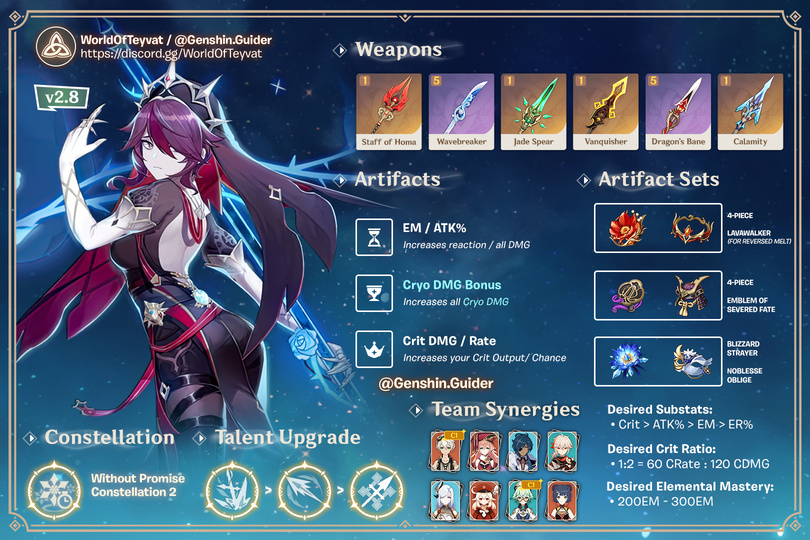 WorldOfTeyvat / @Genshin.Guider
https://discord.gg/WorldOfTeyvat
v2.8
Weapons
1
5
1
1
5
1
Staff of Homa
Wavebreaker
Jade Spear
Vanquisher
Dragon's Bane
Calamity
Artifacts
EM / ATK%
Increases reaction / all DMG
Cryo DMG Bonus
Increases all Cryo DMG
Crit DMG / Rate
Increases your Crit Output/ Chance
@Genshin.Guider
Artifact Sets
4-PIECE
LAVAWALKER
(FOR REVERSED MELT)
4-PIECE
EMBLEM OF
SEVERED FATE
BLIZZARD
STRAYER
NOBLESSE
OBLIGE
Constellation
Without Promise
Constellation 2
Talent Upgrade
> >
Team Synergies
C1
C1
Desired Substats:
• Crit > ATK% > EM > ER%
Desired Crit Ratio:
• 1:2 = 60 CRate : 120 CDMG
Desired Elemental Mastery:
• 200EM - 300EM